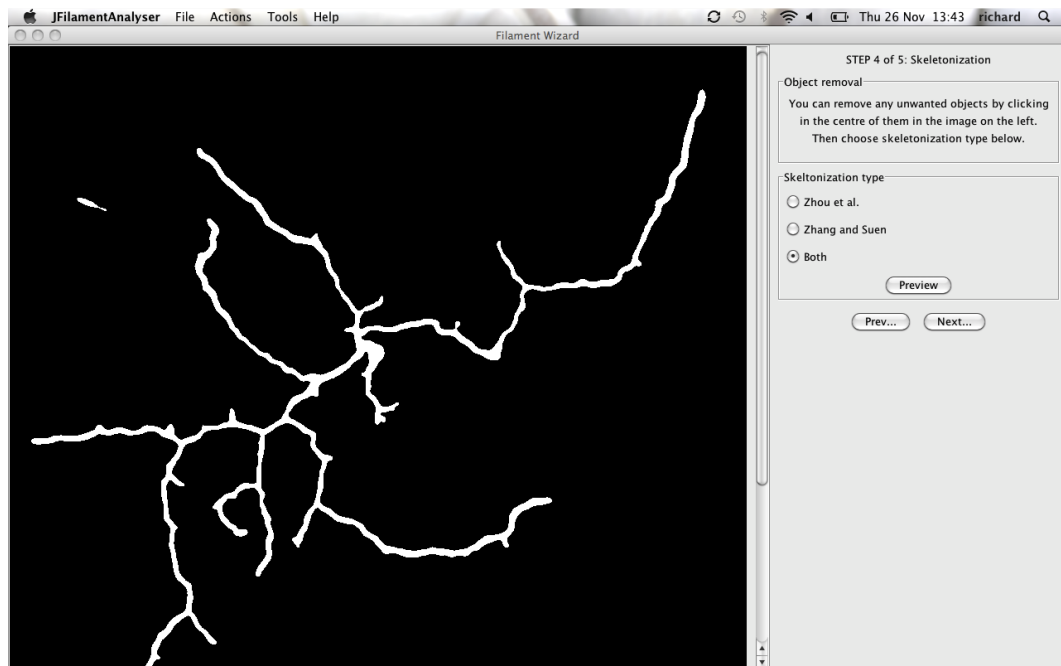 JFilamentAnalyser File Actions Tools Help Thu 26 Nov 13:43 richard
Filament Wizard
STEP 4 of 5: Skeletonization
Object removal
You can remove any unwanted objects by clicking
in the centre of them in the image on the left.
Then choose skeletonization type below.
Skeltonization type
Zhou et al.
Zhang and Suen
Both
Preview
Prev... Next...